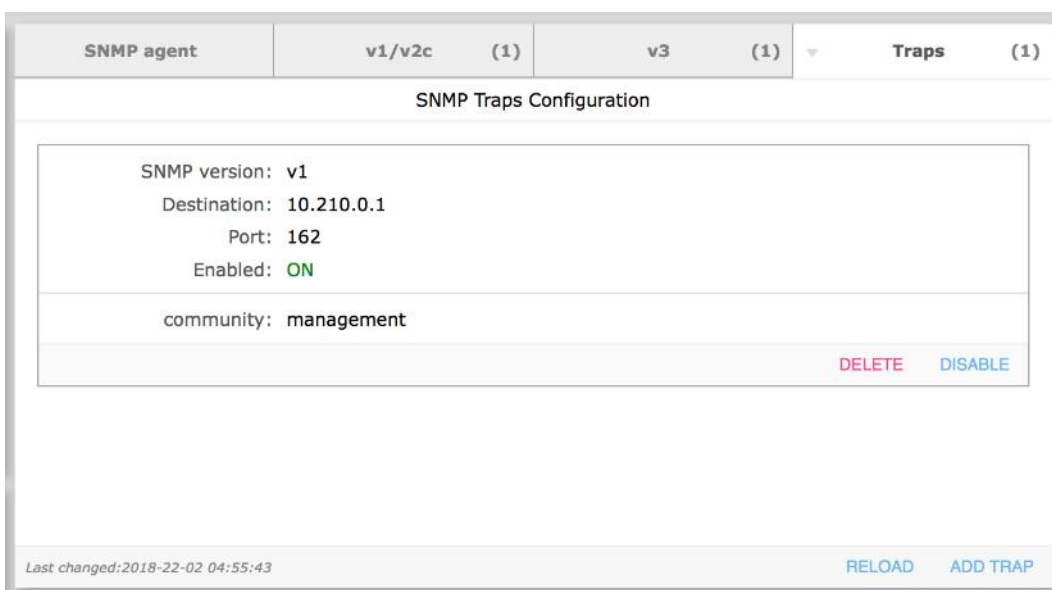 SNMP agent v1/v2c (1) v3 (1) Traps (1)
SNMP Traps Configuration
SNMP version: v1
Destination: 10.210.0.1
Port: 162
Enabled: ON
community: management
DELETE DISABLE
Last changed:2018-22-02 04:55:43 RELOAD ADD TRAP